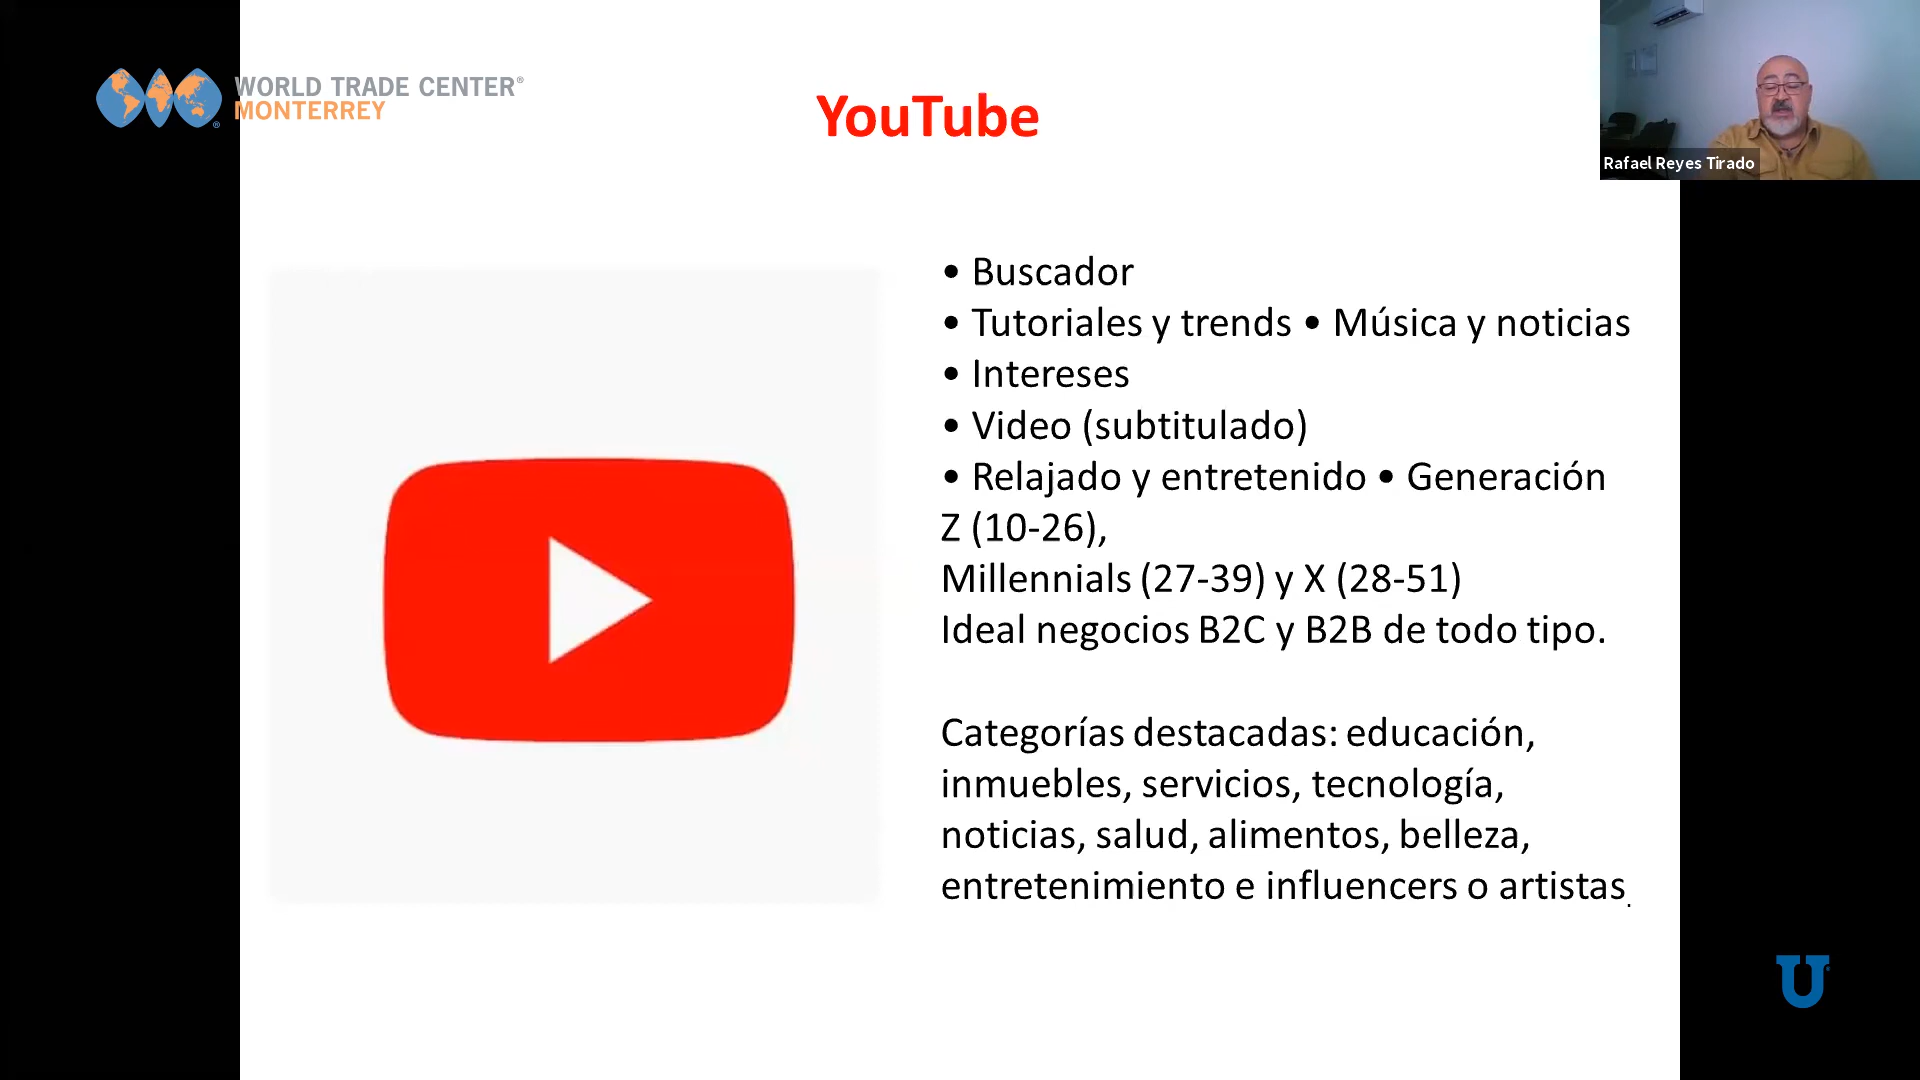 WORLD TRADE CENTER®
MONTERREY
YouTube
Rafael Reyes Tirado
• Buscador
• Tutoriales y trends • Música y noticias
• Intereses
• Video (subtitulado)
• Relajado y entretenido • Generación
Z (10-26),
Millennials (27-39) y X (28-51)
Ideal negocios B2C y B2B de todo tipo.
Categorías destacadas: educación,
inmuebles, servicios, tecnología,
noticias, salud, alimentos, belleza,
entretenimiento e influencers o artistas.
U